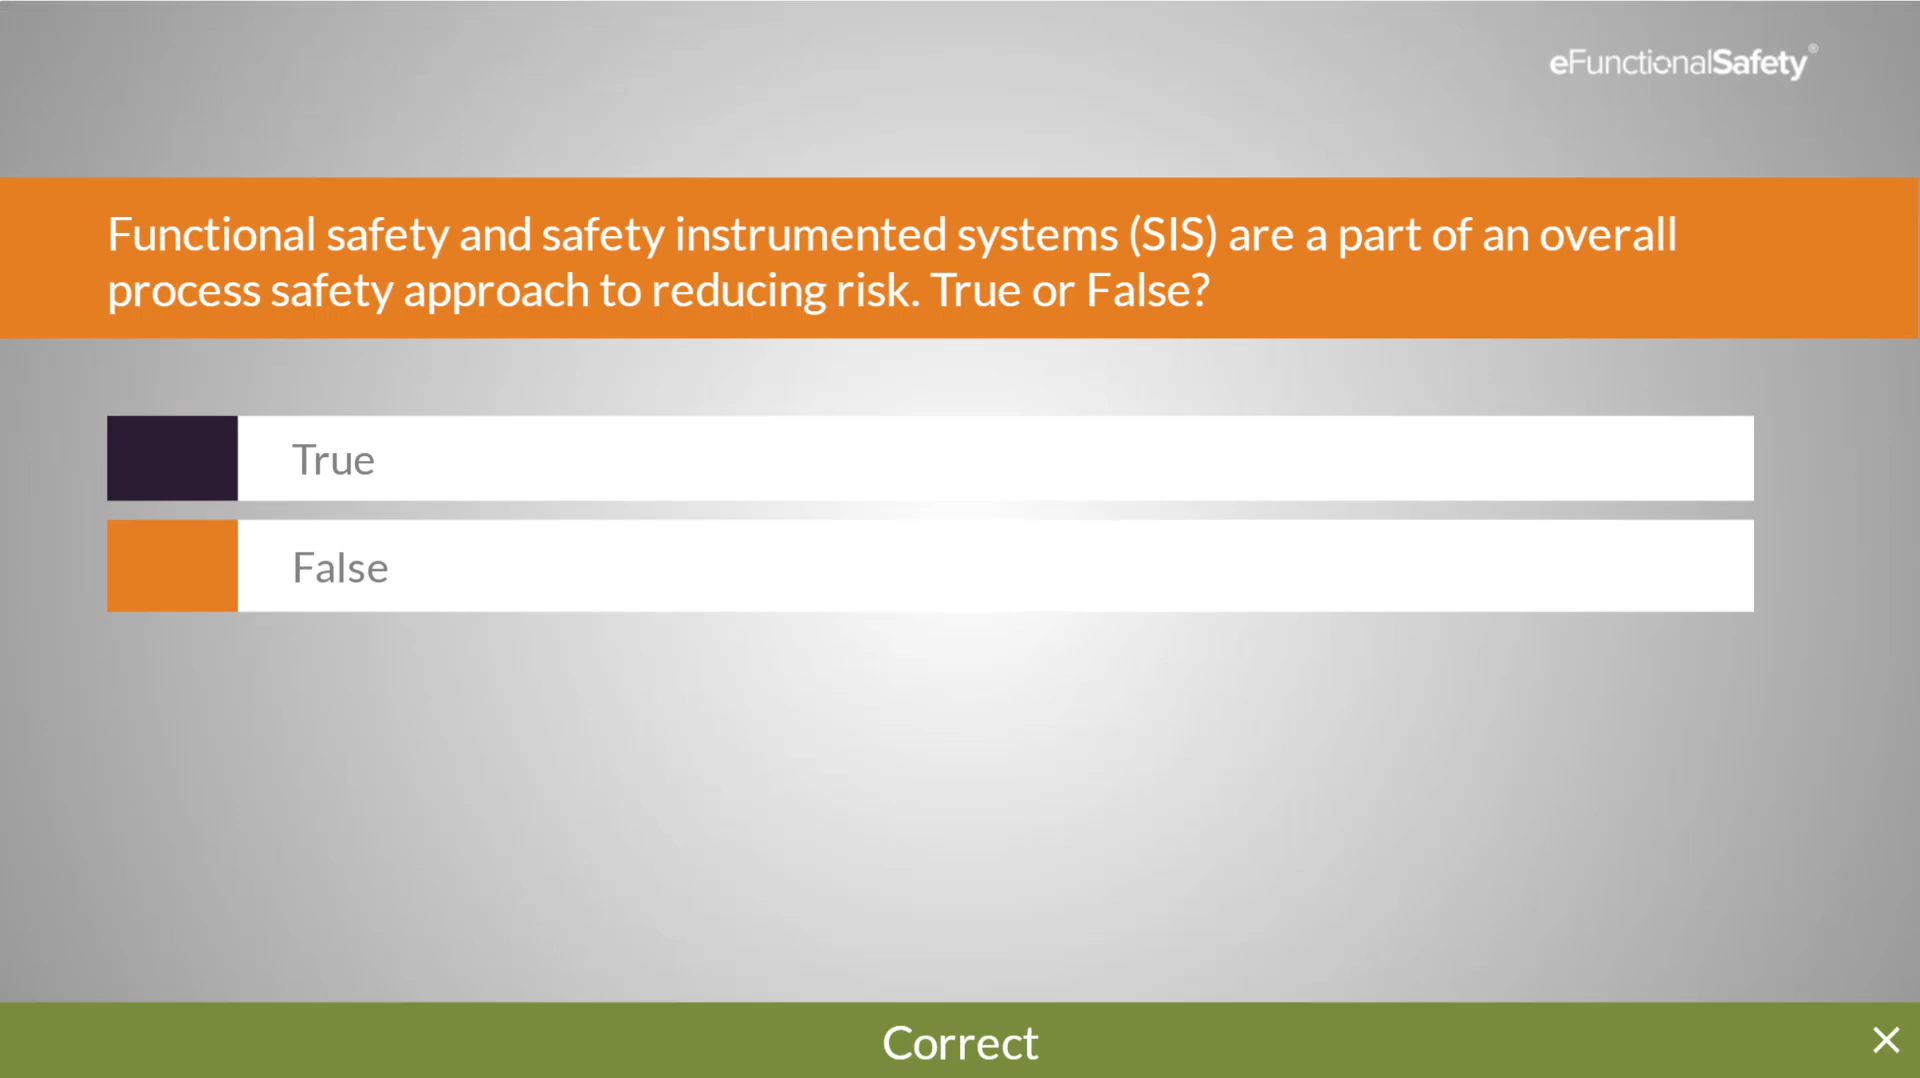 eFunctionalSafety®
Functional safety and safety instrumented systems (SIS) are a part of an overall
process safety approach to reducing risk. True or False?
True
False
Correct